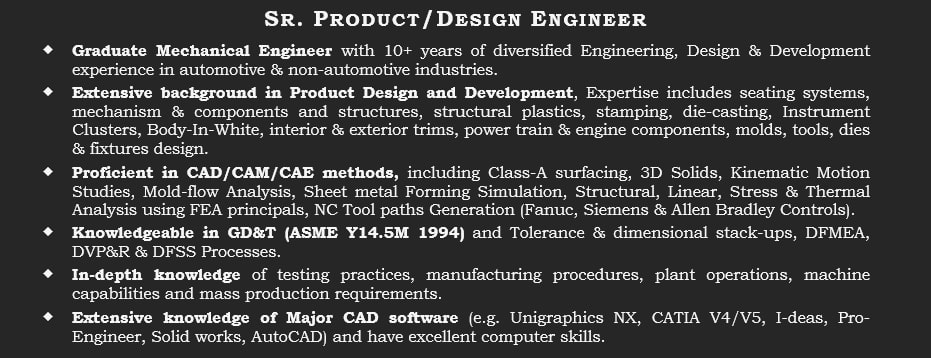 Sr. Product/Design Engineer
❖ Graduate Mechanical Engineer with 10+ years of diversified Engineering, Design & Development
experience in automotive & non-automotive industries.
❖ Extensive background in Product Design and Development, Expertise includes seating systems,
mechanism & components and structures, structural plastics, stamping, die-casting, Instrument
Clusters, Body-In-White, interior & exterior trims, power train & engine components, molds, tools, dies
& fixtures design.
❖ Proficient in CAD/CAM/CAE methods, including Class-A surfacing, 3D Solids, Kinematic Motion
Studies, Mold-flow Analysis, Sheet metal Forming Simulation, Structural, Linear, Stress & Thermal
Analysis using FEA principals, NC Tool paths Generation (Fanuc, Siemens & Allen Bradley Controls).
❖ Knowledgeable in GD&T (ASME Y14.5M 1994) and Tolerance & dimensional stack-ups, DFMEA,
DVP&R & DFSS Processes.
❖ In-depth knowledge of testing practices, manufacturing procedures, plant operations, machine
capabilities and mass production requirements.
❖ Extensive knowledge of Major CAD software (e.g. Unigraphics NX, CATIA V4/V5, I-deas, Pro-
Engineer, Solid works, AutoCAD) and have excellent computer skills.